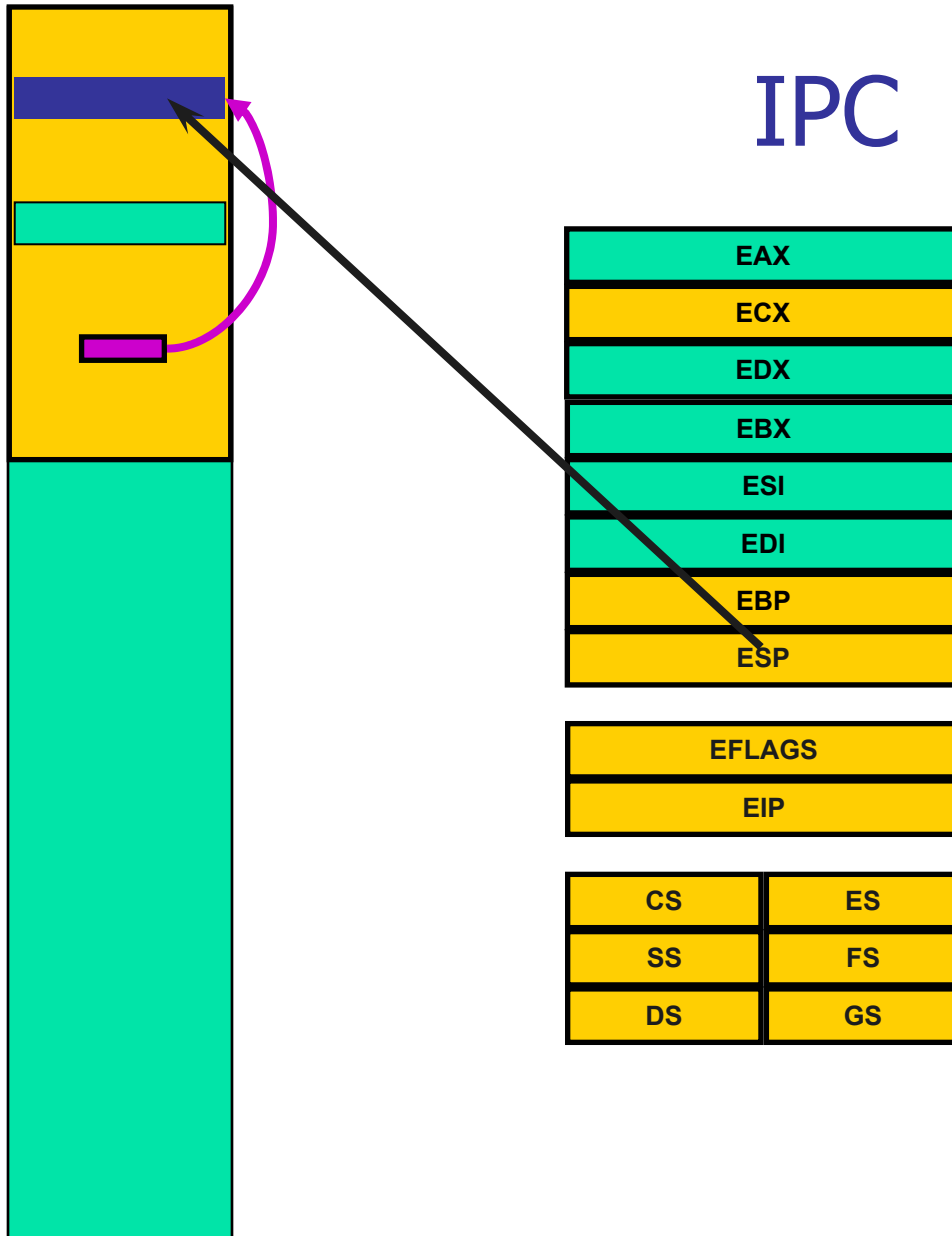 IPC
EAX
ECX
EDX
EBX
ESI
EDI
EBP
ESP
EFLAGS
EIP
CS ES
SS FS
DS GS